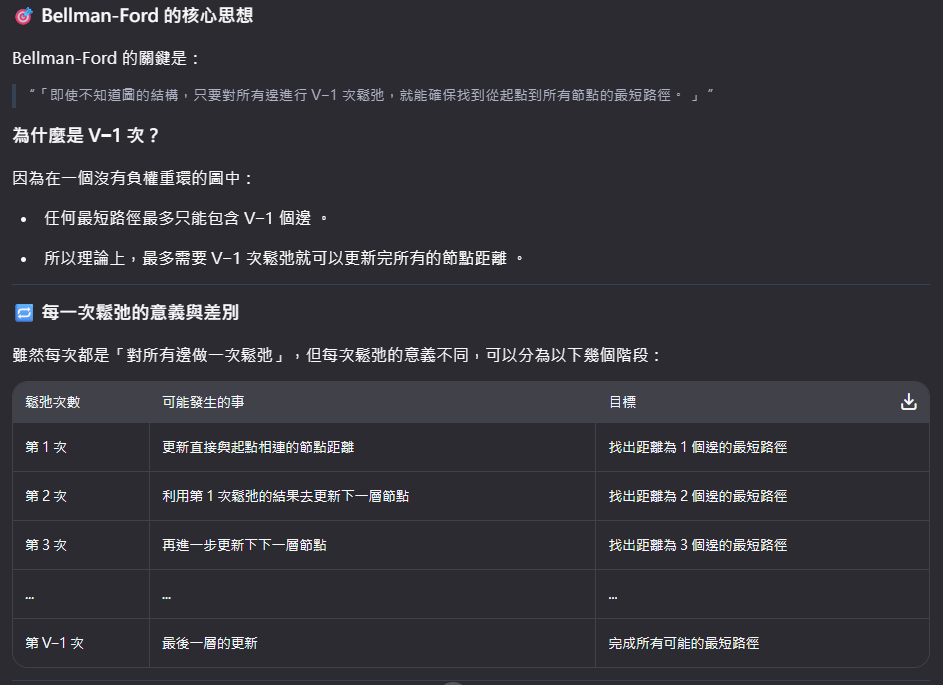 🎯 Bellman-Ford 的核心思想
Bellman-Ford 的關鍵是：
“「即使不知道圖的結構，只要對所有邊進行 V−1 次鬆弛，就能確保找到從起點到所有節點的最短路徑。 」”
為什麼是 V−1 次？
因為在一個沒有負權重環的圖中：
• 任何最短路徑最多只能包含 V−1 個邊 。
• 所以理論上，最多需要 V−1 次鬆弛就可以更新完所有的節點距離 。
🔁 每一次鬆弛的意義與差別
雖然每次都是「對所有邊做一次鬆弛」，但每次鬆弛的意義不同，可以分為以下幾個階段：
鬆弛次數 可能發生的事 目標
第 1 次 更新直接與起點相連的節點距離 找出距離為 1 個邊的最短路徑
第 2 次 利用第 1 次鬆弛的結果去更新下一層節點 找出距離為 2 個邊的最短路徑
第 3 次 再進一步更新下下一層節點 找出距離為 3 個邊的最短路徑
... ... ...
第 V−1 次 最後一層的更新 完成所有可能的最短路徑